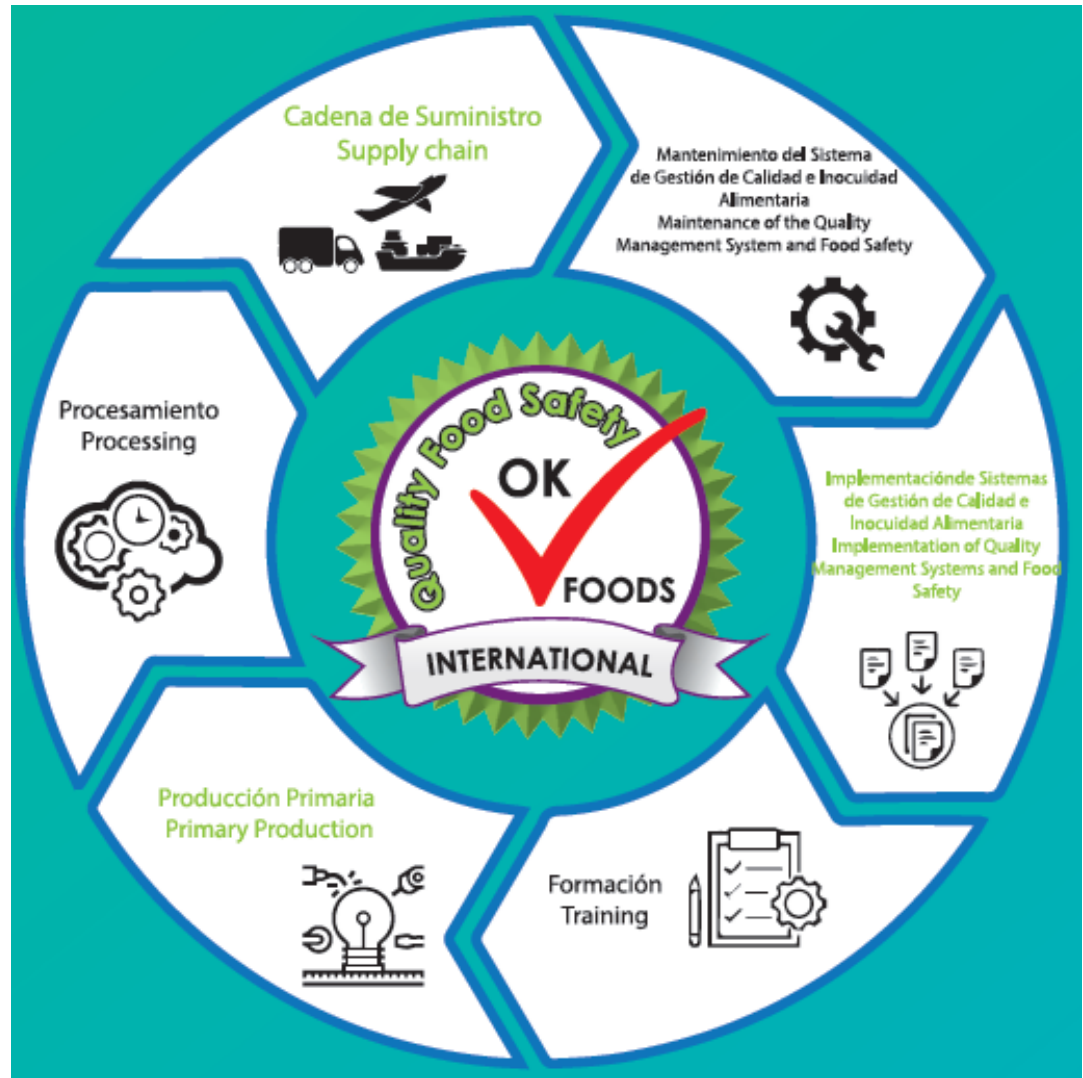 Cadena de Suministro
Supply chain
Mantenimiento del Sistema
de Gestión de Calidad e Inocuidad
Alimentaria
Maintenance of the Quality
Management System and Food Safety
Procesamiento
Processing
Quality Food Safety
OK
FOODS
INTERNATIONAL
Implementaciónde Sistemas
de Gestión de Calidad e
Inocuidad Alimentaria
Implementation of Quality
Management Systems and Food
Safety
Producción Primaria
Primary Production
Formación
Training